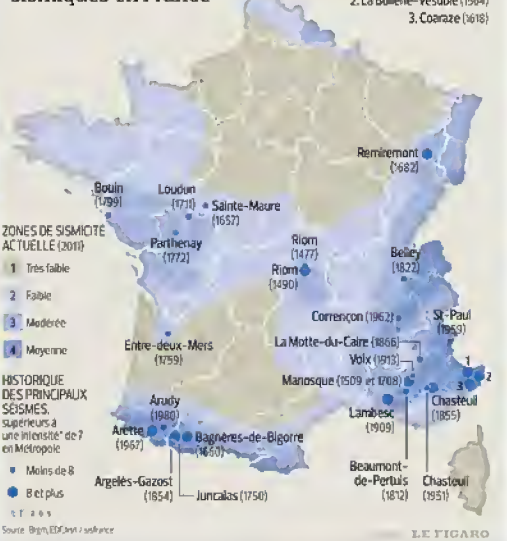 sismiques en France
2. La Bollène-Vésubie (1564)
3. Coaraze (1618)
Remiremont
(1682)
Bouin
(1799)
Loudun
(1711)
Sainte-Maure
(1657)
Parthenay
(1772)
Riom
(1477)
Riom
(1490)
Belley
(1822)
ZONES DE SISMICITÉ
ACTUELLE (2011)
1 Très faible
2 Faible
3 Modérée
4 Moyenne
Corrençon (1962)
St-Paul
(1959)
La Motte-du-Caire (1866)
Volx (1913)
Manosque (1509 et 1708)
Entre-deux-Mers
(1759)
1
2
3
Chasteuil
(1855)
Lambesc
(1909)
HISTORIQUE
DES PRINCIPAUX
SÉISMES,
supérieurs à
une intensité* de 7
en Métropole
Moins de 8
8 et plus
Arudy
(1980)
Arette
(1967)
Bagnères-de-Bigorre
(1660)
Argelès-Gazost
(1854)
Juncalas (1750)
Beaumont-
de-Pertuis
(1812)
Chasteuil
(1951)
LE FIGARO